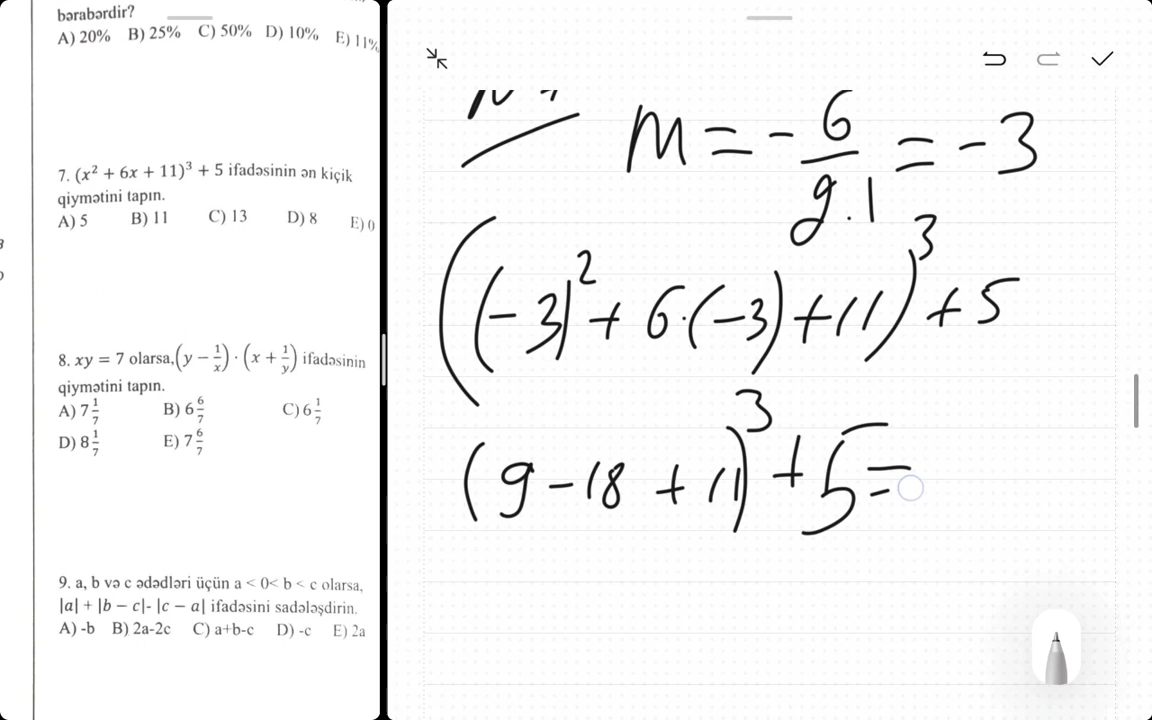 bərabərdir?
A) 20% B) 25% C) 50% D) 10% E) 11%
7. (x² + 6x + 11)³ + 5 ifadəsinin ən kiçik
qiymətini tapın.
A) 5 B) 11 C) 13 D) 8 E) 0
8. xy = 7 olarsa, (y − 1/x) · (x + 1/y) ifadəsinin
qiymətini tapın.
A) 7 1/7 B) 6 6/7 C) 6 1/7
D) 8 1/7 E) 7 6/7
9. a, b və c ədədləri üçün a < 0< b < c olarsa,
|a| + |b − c|- |c − a| ifadəsini sadələşdirin.
A) -b B) 2a-2c C) a+b-c D) -c E) 2a
m = - 6/2·1 = -3
((-3)² + 6·(-3) + 11)³ + 5
(9 - 18 + 11)³ + 5 =